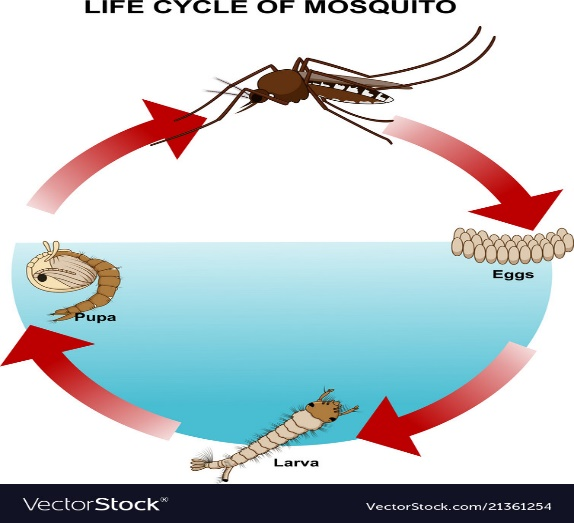 LIFE CYCLE OF MOSQUITO
Eggs
Pupa
Larva
VectorStock®
VectorStock.com/21361254